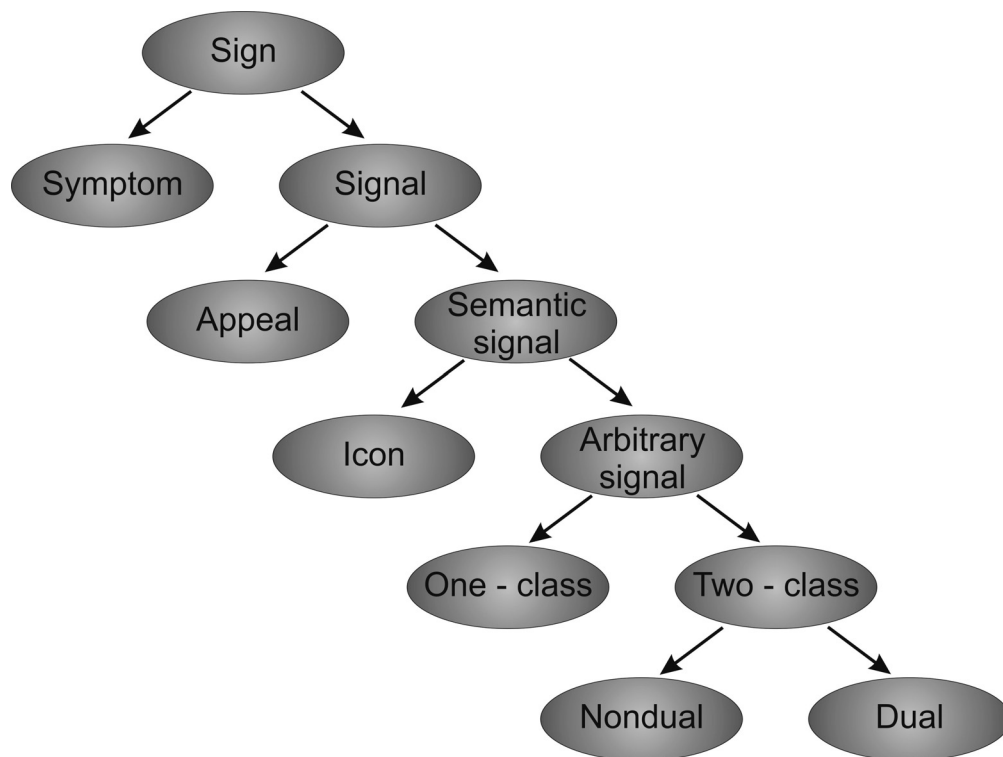 Sign
Symptom
Signal
Appeal
Semantic
signal
Icon
Arbitrary
signal
One - class
Two - class
Nondual
Dual